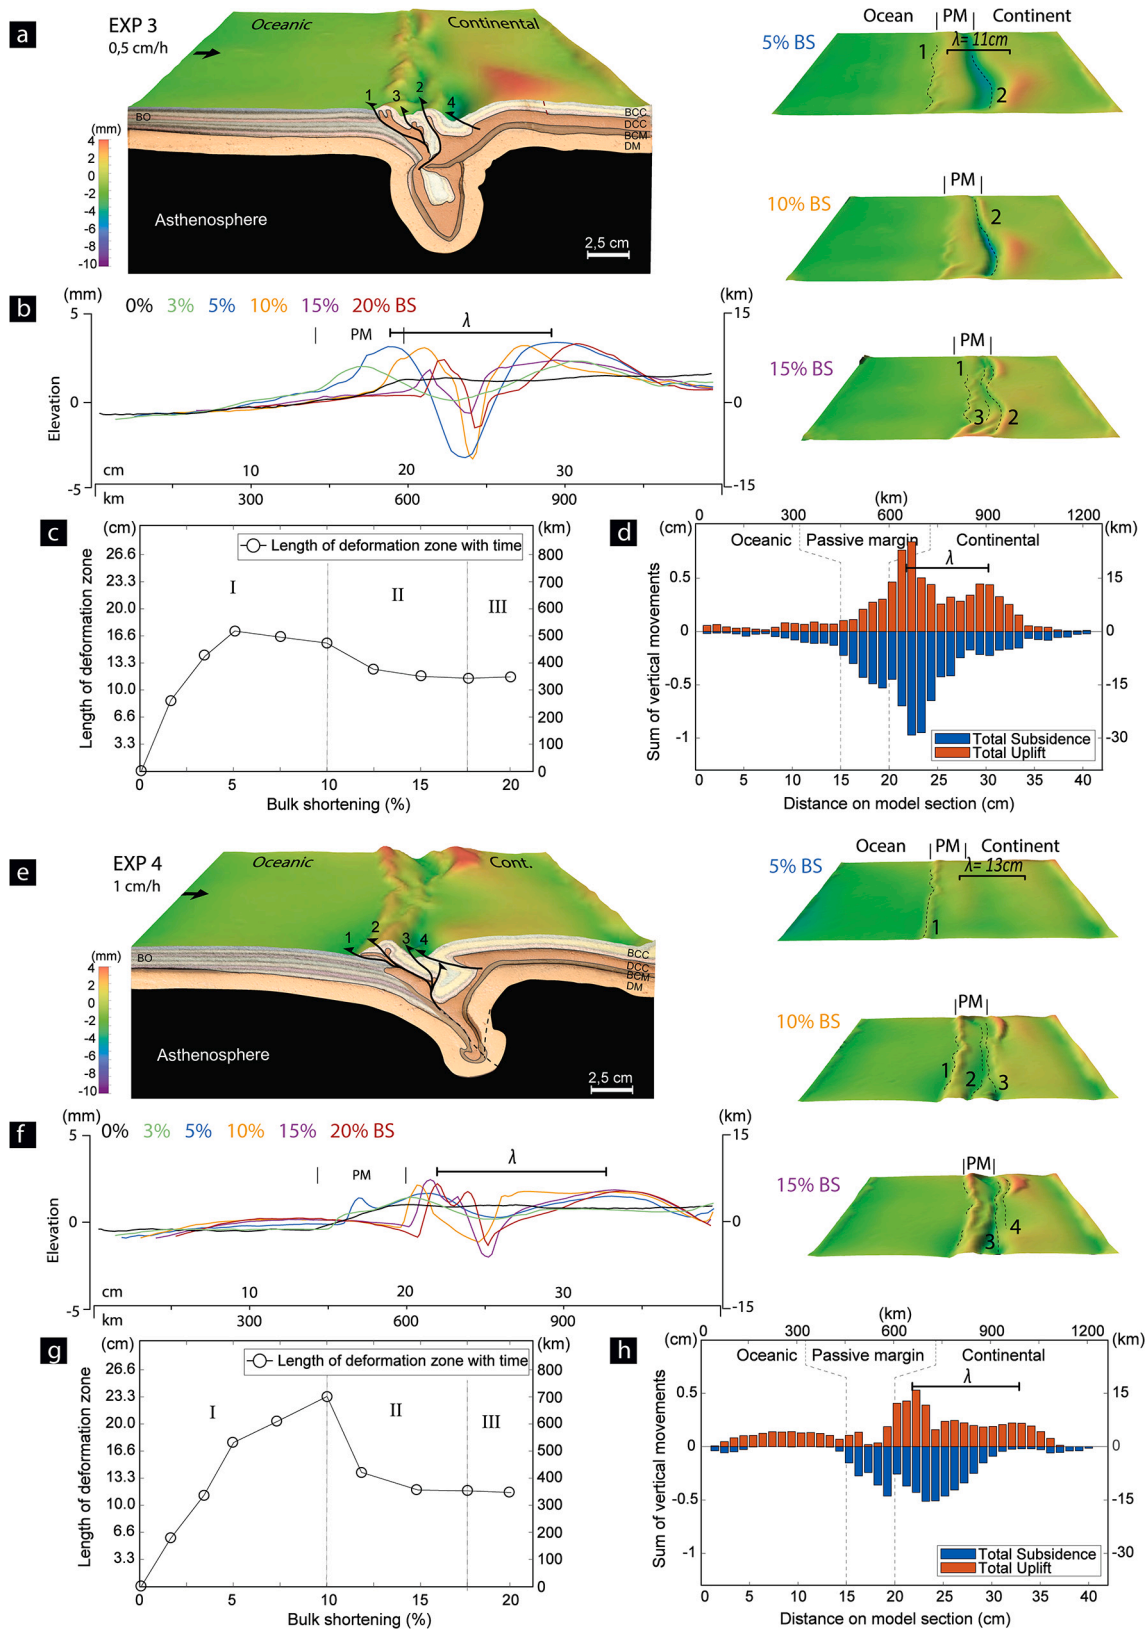 a
EXP 3
0,5 cm/h
Oceanic
Continental
1 3 2 4
BO
BCC
DCC
BCM
DM
(mm)
4
2
0
-2
-4
-6
-8
-10
Asthenosphere
2,5 cm
Ocean PM Continent
5% BS
λ= 11cm
1
2
PM
10% BS
2
PM
15% BS
1
3 2
b
(mm)
0% 3% 5% 10% 15% 20% BS
(km)
5
15
PM
λ
Elevation
0
0
cm 10 20 30
-5
-15
km 300 600 900
c
(cm)
(km)
Length of deformation zone with time
26.6
23.3
20.0
16.6
13.3
10.0
6.6
3.3
800
700
600
500
400
300
200
100
0
I
II
III
Length of deformation zone
0 5 10 15 20
Bulk shortening (%)
d
(km)
0 300 600 900 1200
(cm)
(km)
Oceanic Passive margin Continental
λ
0.5
0
-0.5
-1
15
0
-15
-30
Sum of vertical movements
Total Subsidence
Total Uplift
0 5 10 15 20 25 30 35 40
Distance on model section (cm)
e
EXP 4
1 cm/h
Oceanic
Cont.
1 2 3 4
BO
BCC
DCC
BCM
DM
(mm)
4
2
0
-2
-4
-6
-8
-10
Asthenosphere
2,5 cm
Ocean PM Continent
5% BS
λ= 13cm
1
PM
10% BS
1 2 3
PM
15% BS
3 4
f
(mm)
0% 3% 5% 10% 15% 20% BS
(km)
5
15
PM
λ
Elevation
0
0
cm 10 20 30
-5
-15
km 300 600 900
g
(cm)
(km)
Length of deformation zone with time
26.6
23.3
20.0
16.6
13.3
10.0
6.6
3.3
800
700
600
500
400
300
200
100
0
I
II
III
Length of deformation zone
0 5 10 15 20
Bulk shortening (%)
h
(km)
0 300 600 900 1200
(cm)
(km)
Oceanic Passive margin Continental
λ
0.5
0
-0.5
-1
15
0
-15
-30
Sum of vertical movements
Total Subsidence
Total Uplift
0 5 10 15 20 25 30 35 40
Distance on model section (cm)